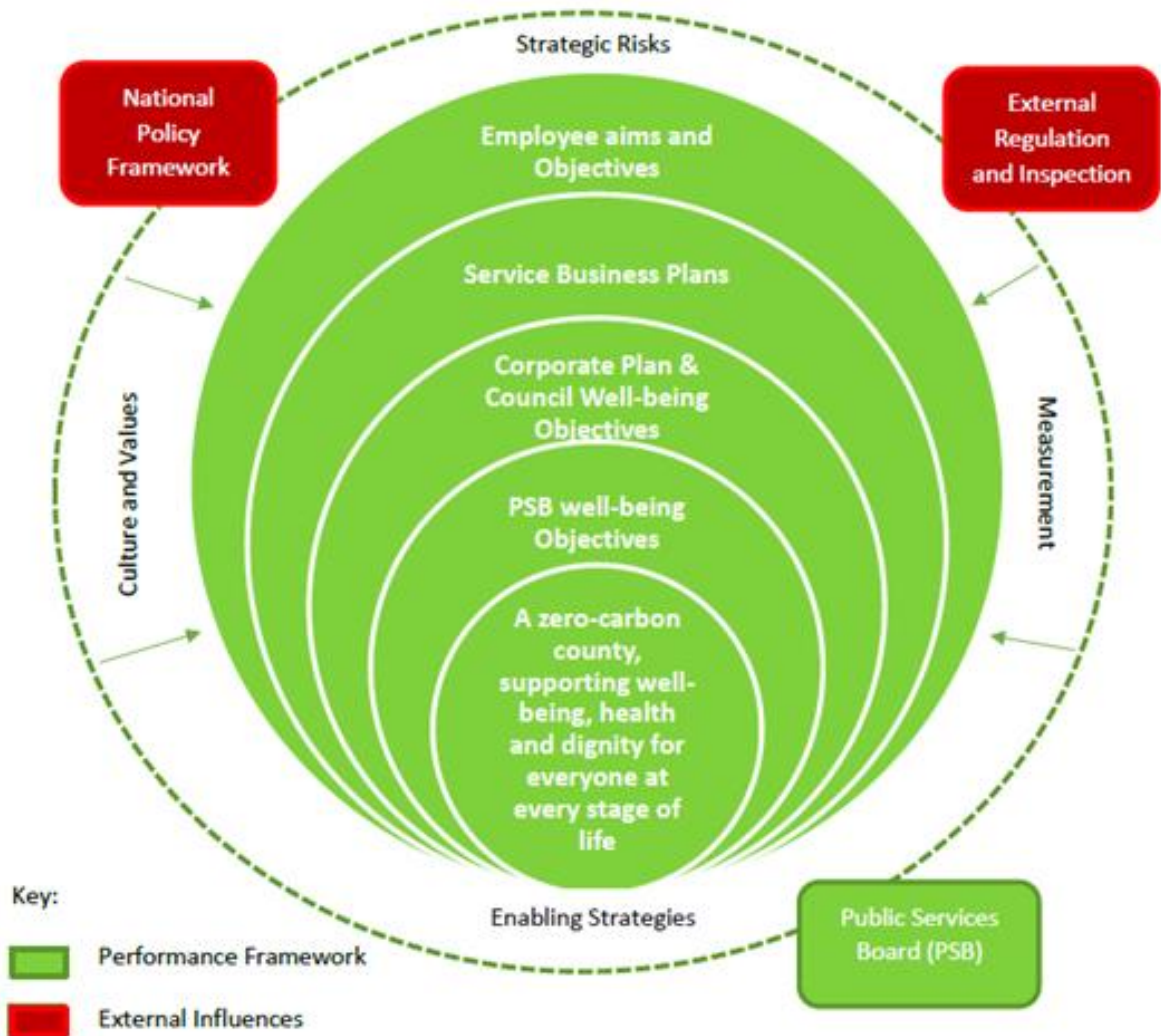 Strategic Risks
National
Policy
Framework
External
Regulation
and Inspection
Employee aims and
Objectives
Service Business Plans
Corporate Plan &
Council Well-being
Objectives
Culture and Values
Measurement
PSB well-being
Objectives
A zero-carbon
county,
supporting well-
being, health
and dignity for
everyone at
every stage of
life
Enabling Strategies
Public Services
Board (PSB)
Key:
Performance Framework
External Influences